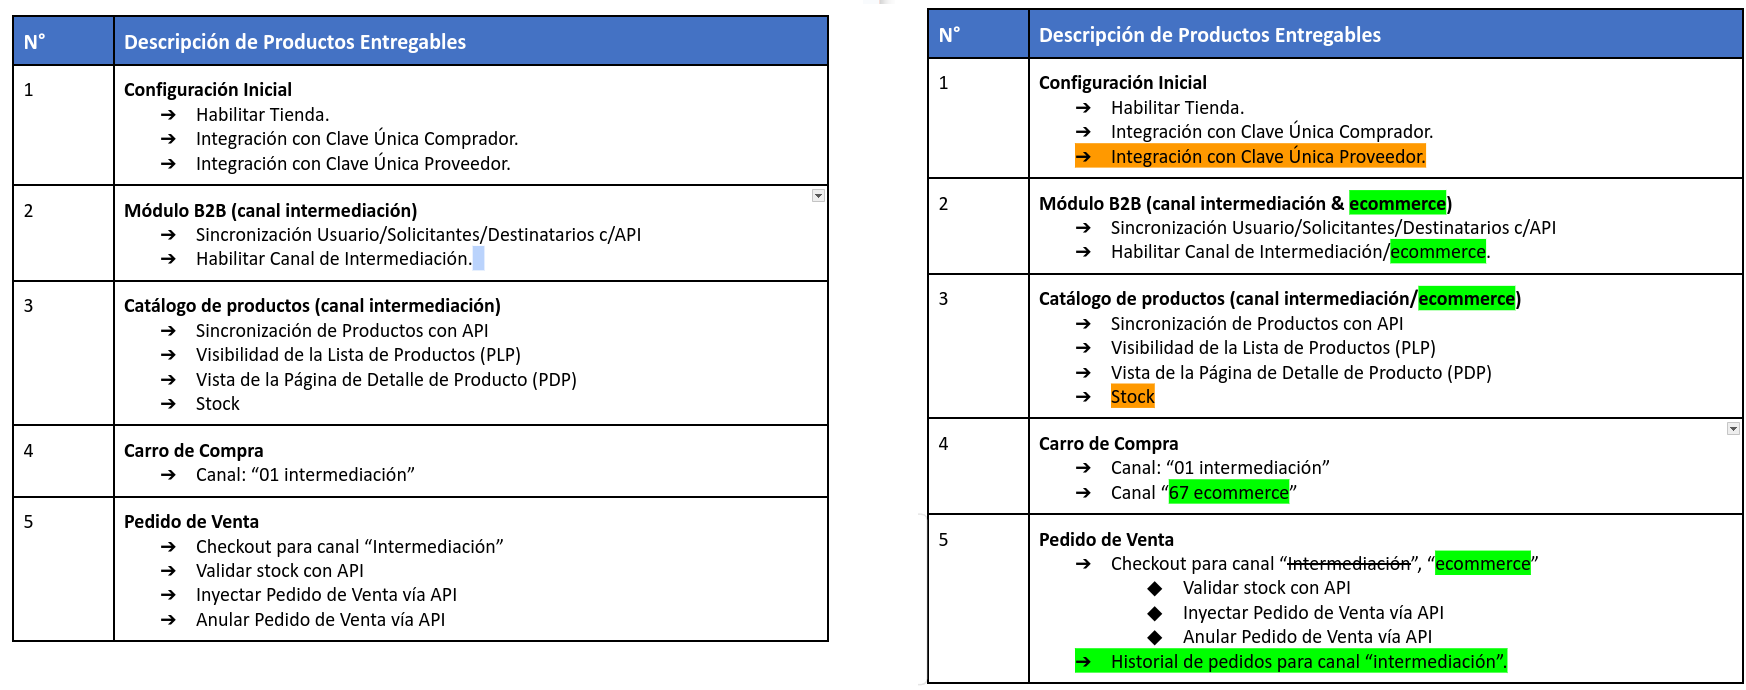 N° Descripción de Productos Entregables
1 Configuración Inicial
➔ Habilitar Tienda.
➔ Integración con Clave Única Comprador.
➔ Integración con Clave Única Proveedor.
2 Módulo B2B (canal intermediación)
➔ Sincronización Usuario/Solicitantes/Destinatarios c/API
➔ Habilitar Canal de Intermediación.
3 Catálogo de productos (canal intermediación)
➔ Sincronización de Productos con API
➔ Visibilidad de la Lista de Productos (PLP)
➔ Vista de la Página de Detalle de Producto (PDP)
➔ Stock
4 Carro de Compra
➔ Canal: “01 intermediación”
5 Pedido de Venta
➔ Checkout para canal “Intermediación”
➔ Validar stock con API
➔ Inyectar Pedido de Venta vía API
➔ Anular Pedido de Venta vía API
N° Descripción de Productos Entregables
1 Configuración Inicial
➔ Habilitar Tienda.
➔ Integración con Clave Única Comprador.
➔ Integración con Clave Única Proveedor.
2 Módulo B2B (canal intermediación & ecommerce)
➔ Sincronización Usuario/Solicitantes/Destinatarios c/API
➔ Habilitar Canal de Intermediación/ecommerce.
3 Catálogo de productos (canal intermediación/ecommerce)
➔ Sincronización de Productos con API
➔ Visibilidad de la Lista de Productos (PLP)
➔ Vista de la Página de Detalle de Producto (PDP)
➔ Stock
4 Carro de Compra
➔ Canal: “01 intermediación”
➔ Canal “67 ecommerce”
5 Pedido de Venta
➔ Checkout para canal “Intermediación”, “ecommerce”
◆ Validar stock con API
◆ Inyectar Pedido de Venta vía API
◆ Anular Pedido de Venta vía API
➔ Historial de pedidos para canal “intermediación”.